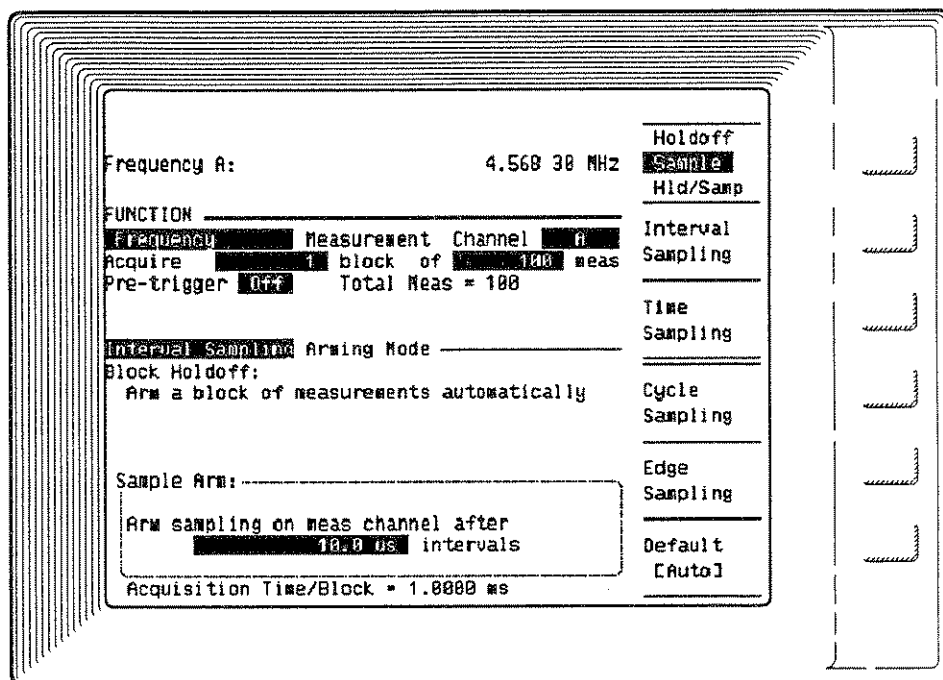 Frequency A: 4.568 30 MHz
FUNCTION
Frequency Measurement Channel A
Acquire 1 block of 100 meas
Pre-trigger Off Total Meas = 100
Interval Sampling Arming Mode
Block Holdoff:
Arm a block of measurements automatically
Sample Arm:
Arm sampling on meas channel after
10.0 us intervals
Acquisition Time/Block = 1.0000 ms
Holdoff
Sample
Hld/Samp
Interval
Sampling
Time
Sampling
Cycle
Sampling
Edge
Sampling
Default
[Auto]